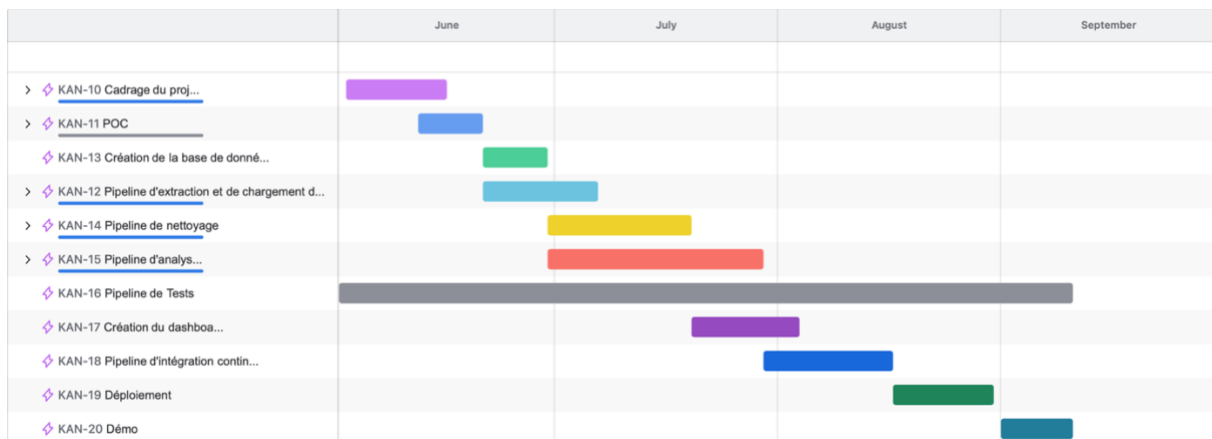 June July August September
KAN-10 Cadrage du proj...
KAN-11 POC
KAN-13 Création de la base de donné...
KAN-12 Pipeline d'extraction et de chargement d...
KAN-14 Pipeline de nettoyage
KAN-15 Pipeline d'analys...
KAN-16 Pipeline de Tests
KAN-17 Création du dashboa...
KAN-18 Pipeline d'intégration contin...
KAN-19 Déploiement
KAN-20 Démo